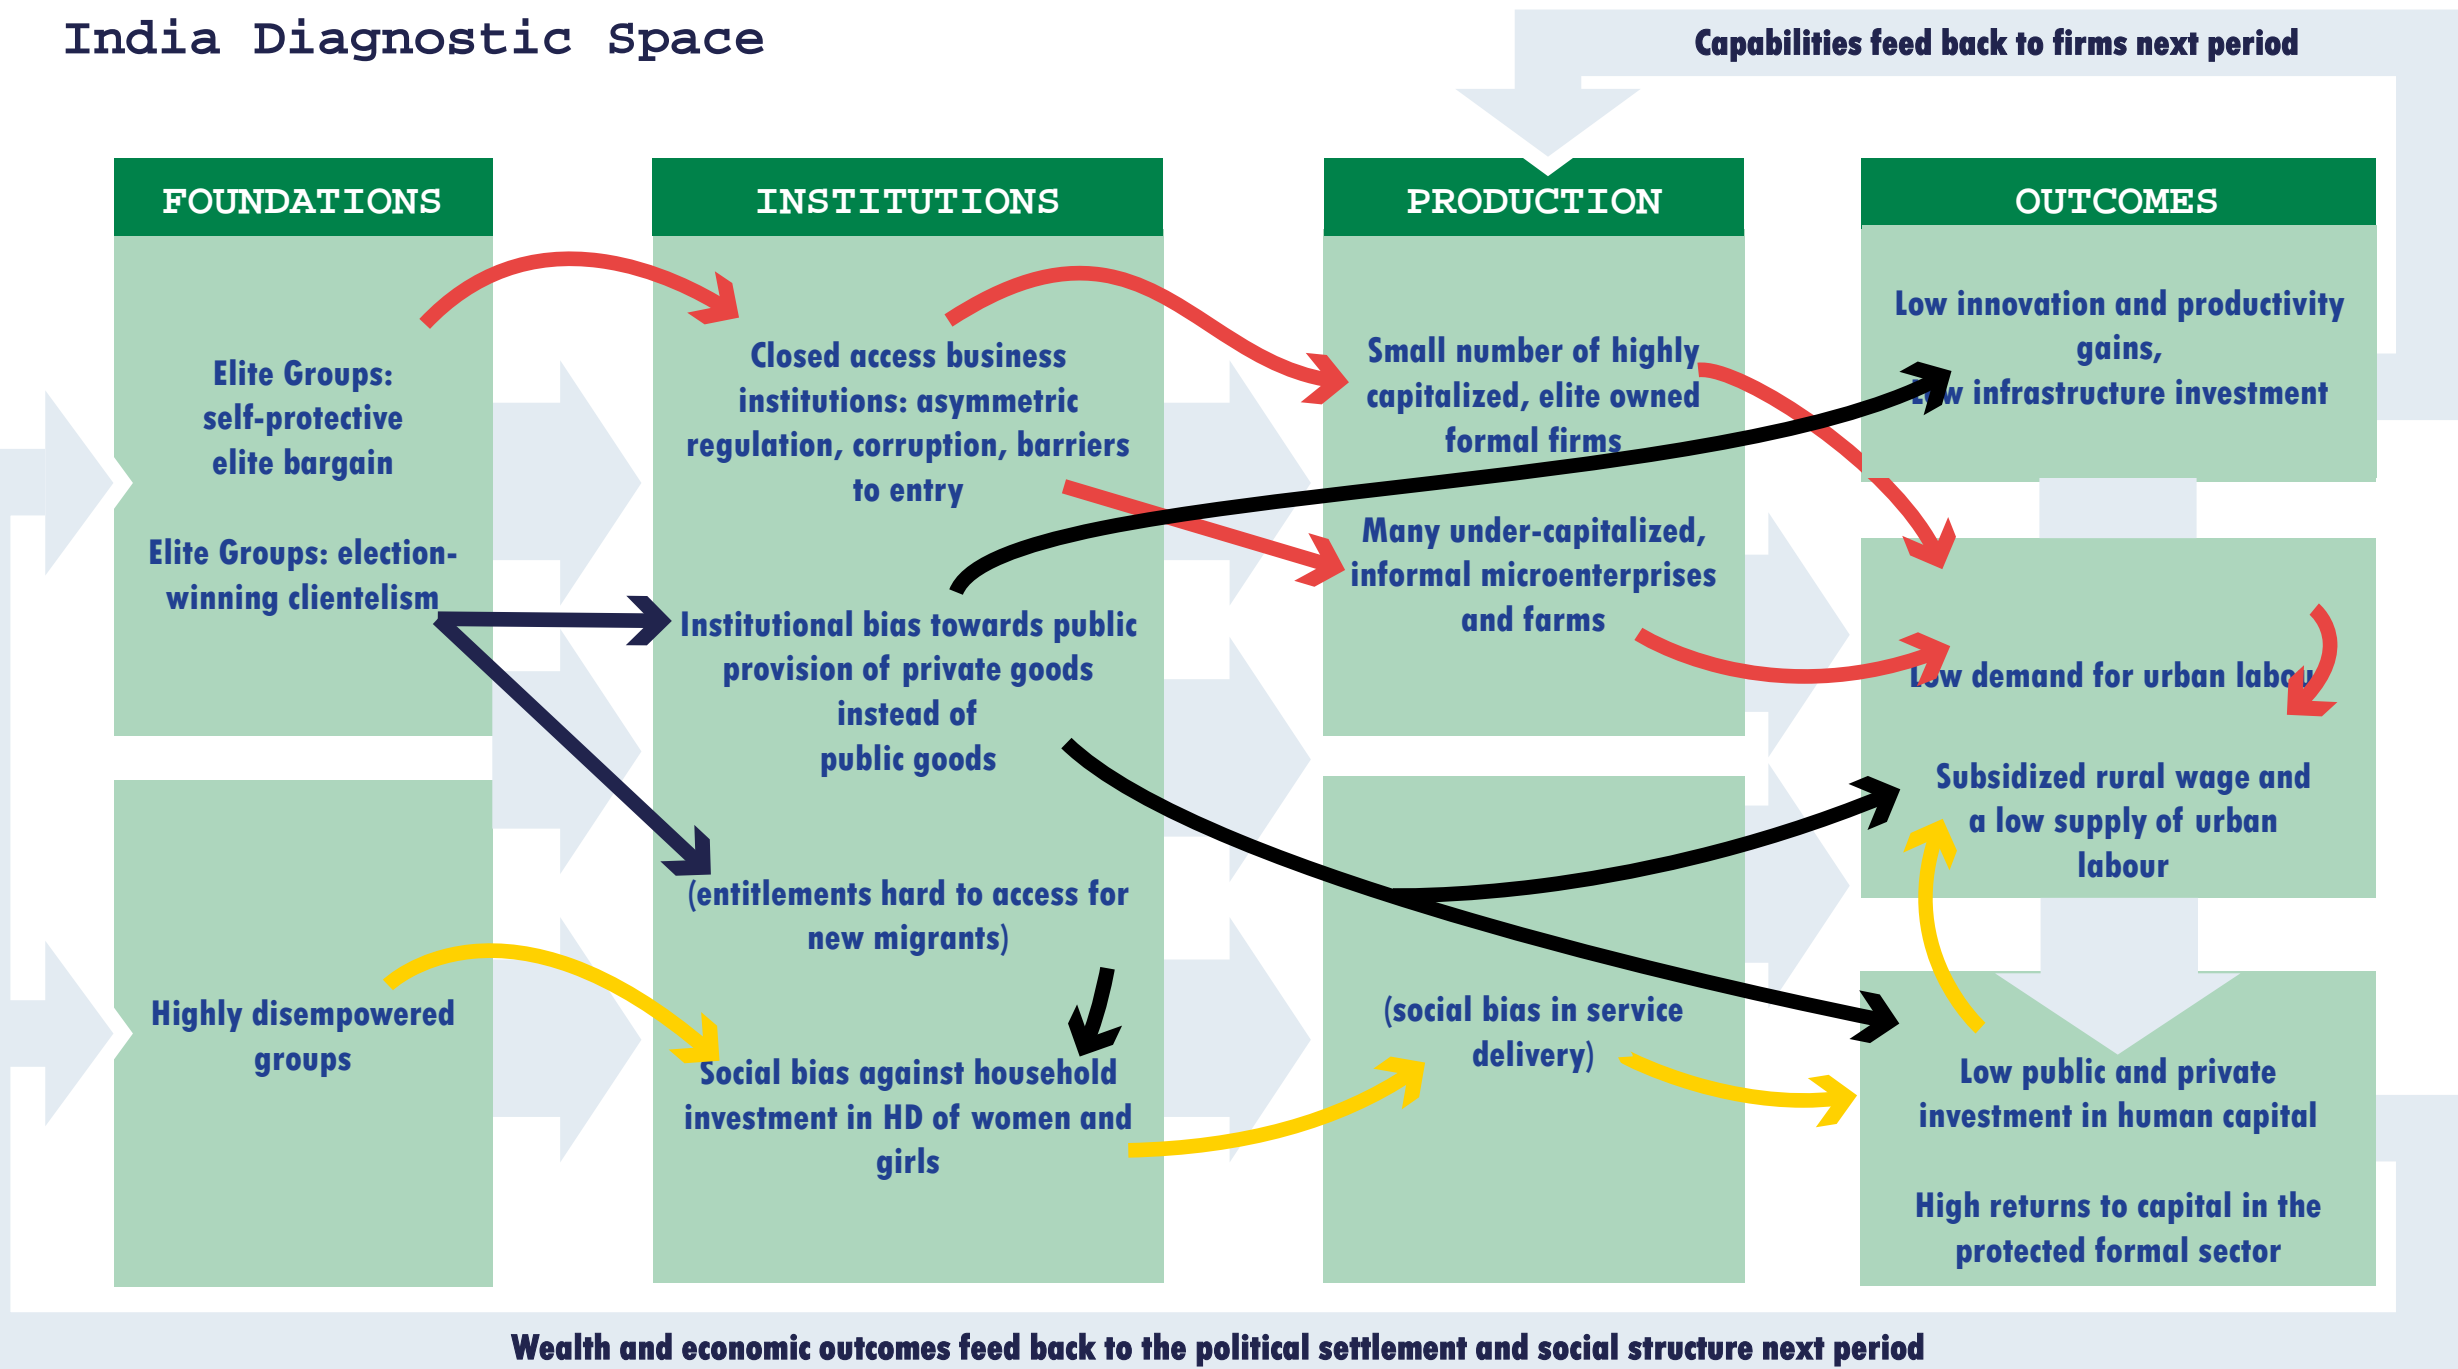 India Diagnostic Space
Capabilities feed back to firms next period
FOUNDATIONS
Elite Groups:
self-protective
elite bargain
Elite Groups: election-
winning clientelism
Highly disempowered
groups
INSTITUTIONS
Closed access business
institutions: asymmetric
regulation, corruption, barriers
to entry
Institutional bias towards public
provision of private goods
instead of
public goods
(entitlements hard to access for
new migrants)
Social bias against household
investment in HD of women and
girls
PRODUCTION
Small number of highly
capitalized, elite owned
formal firms
Many under-capitalized,
informal microenterprises
and farms
(social bias in service
delivery)
OUTCOMES
Low innovation and productivity
gains,
Low infrastructure investment
Low demand for urban labour
Subsidized rural wage and
a low supply of urban
labour
Low public and private
investment in human capital
High returns to capital in the
protected formal sector
Wealth and economic outcomes feed back to the political settlement and social structure next period